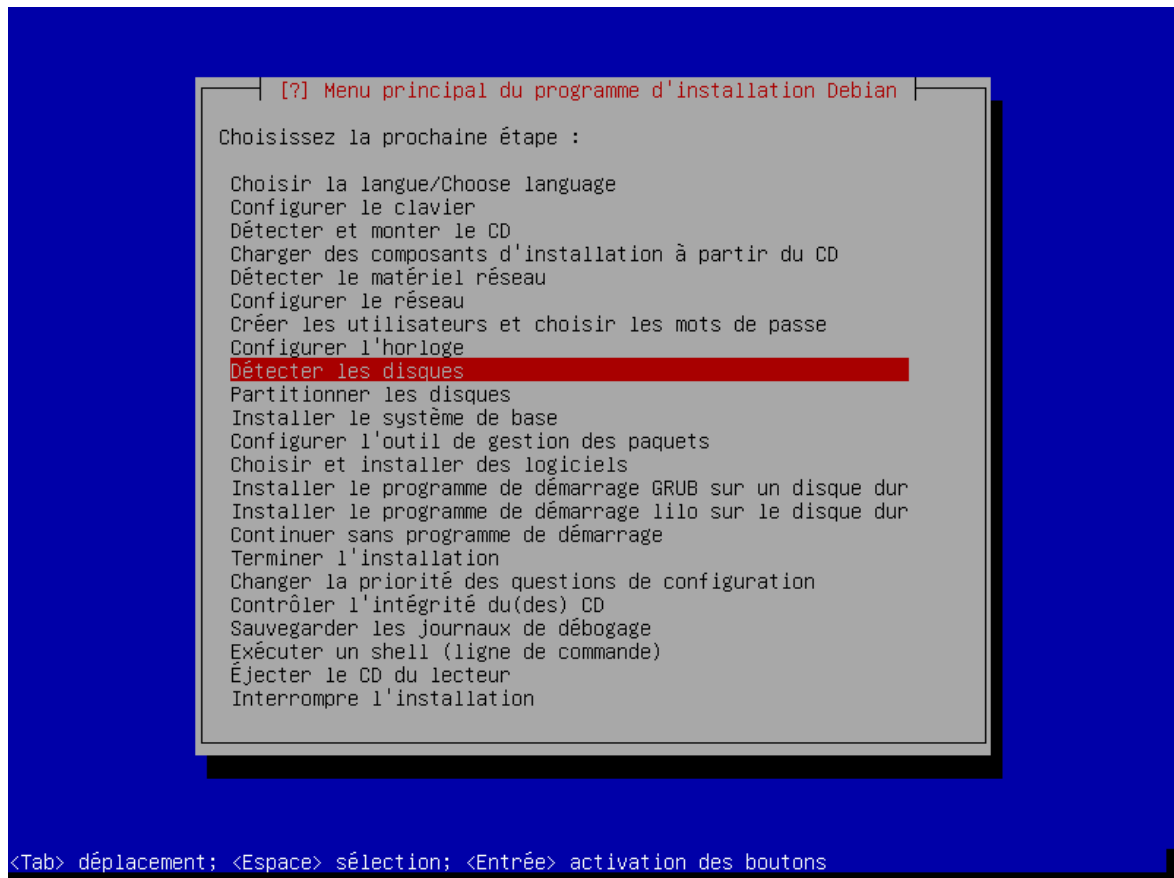 [?] Menu principal du programme d'installation Debian
Choisissez la prochaine étape :
Choisir la langue/Choose language
Configurer le clavier
Détecter et monter le CD
Charger des composants d'installation à partir du CD
Détecter le matériel réseau
Configurer le réseau
Créer les utilisateurs et choisir les mots de passe
Configurer l'horloge
Détecter les disques
Partitionner les disques
Installer le système de base
Configurer l'outil de gestion des paquets
Choisir et installer des logiciels
Installer le programme de démarrage GRUB sur un disque dur
Installer le programme de démarrage lilo sur le disque dur
Continuer sans programme de démarrage
Terminer l'installation
Changer la priorité des questions de configuration
Contrôler l'intégrité du(des) CD
Sauvegarder les journaux de débogage
Exécuter un shell (ligne de commande)
Éjecter le CD du lecteur
Interrompre l'installation
<Tab> déplacement; <Espace> sélection; <Entrée> activation des boutons